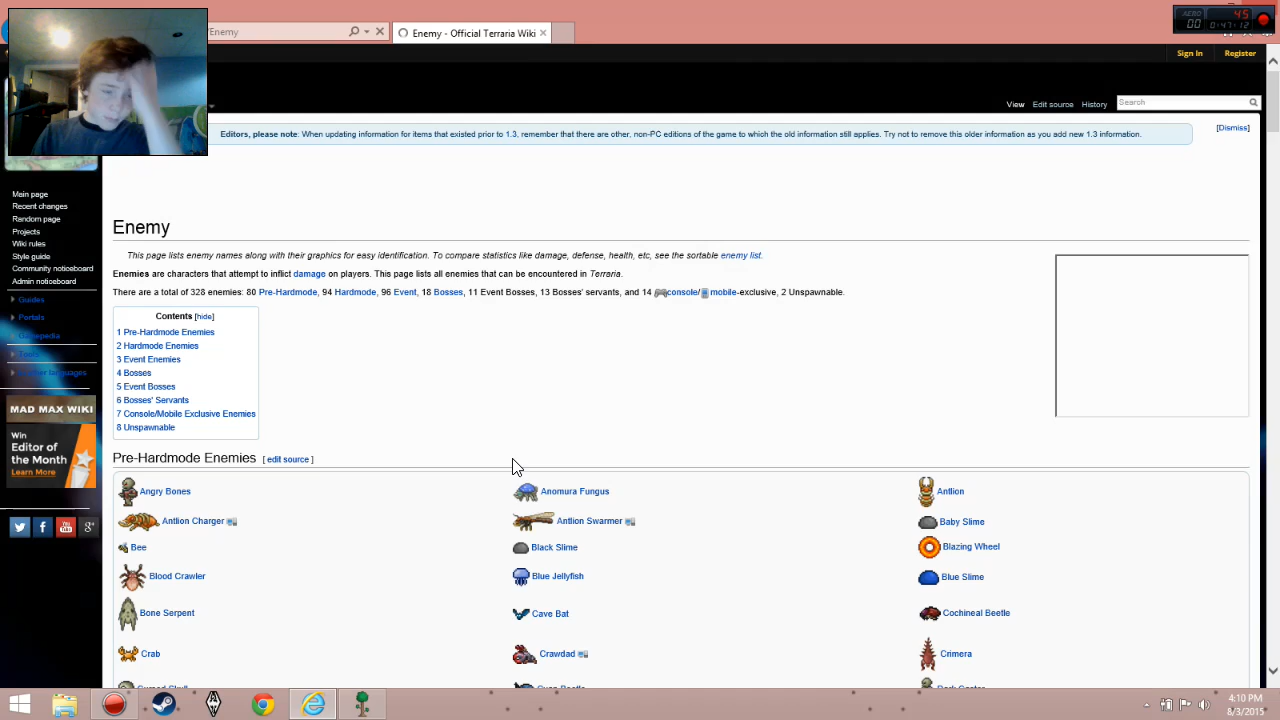 Enemy
Enemy - Official Terraria Wiki
AERO
45
00
0:47:12
Sign In
Register
View
Edit source
History
Search
Editors, please note: When updating information for items that existed prior to 1.3, remember that there are other, non-PC editions of the game to which the old information still applies. Try not to remove this older information as you add new 1.3 information.
[Dismiss]
Main page
Recent changes
Random page
Projects
Wiki rules
Style guide
Community noticeboard
Admin noticeboard
Guides
Portals
Gamepedia
Tools
MAD MAX WIKI
Win
Editor of
the Month
Learn More
You
Tube
g+
Enemy
This page lists enemy names along with their graphics for easy identification. To compare statistics like damage, defense, health, etc, see the sortable enemy list.
Enemies are characters that attempt to inflict damage on players. This page lists all enemies that can be encountered in Terraria.
There are a total of 328 enemies: 80 Pre-Hardmode, 94 Hardmode, 96 Event, 18 Bosses, 11 Event Bosses, 13 Bosses' servants, and 14 console/mobile-exclusive, 2 Unspawnable.
Contents [hide]
1 Pre-Hardmode Enemies
2 Hardmode Enemies
3 Event Enemies
4 Bosses
5 Event Bosses
6 Bosses' Servants
7 Console/Mobile Exclusive Enemies
8 Unspawnable
Pre-Hardmode Enemies [ edit source ]
Angry Bones
Anomura Fungus
Antlion
Antlion Charger
Antlion Swarmer
Baby Slime
Bee
Black Slime
Blazing Wheel
Blood Crawler
Blue Jellyfish
Blue Slime
Bone Serpent
Cave Bat
Cochineal Beetle
Crab
Crawdad
Crimera
4:10 PM
8/3/2015